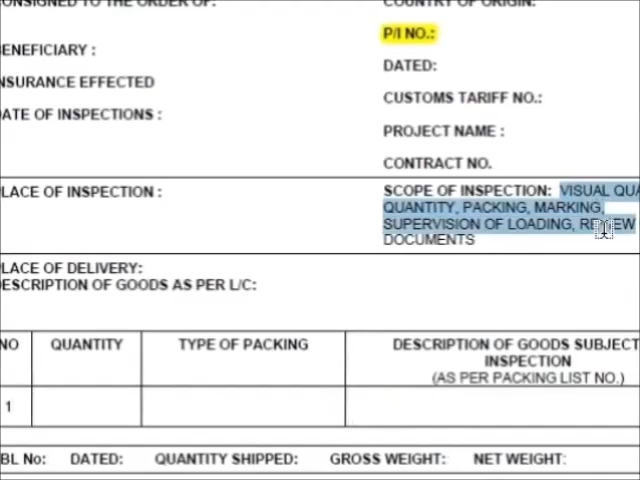 CONSIGNED TO THE ORDER OF:
COUNTRY OF ORIGIN:
P/I NO.:
BENEFICIARY :
DATED:
INSURANCE EFFECTED
CUSTOMS TARIFF NO.:
DATE OF INSPECTIONS :
PROJECT NAME :
CONTRACT NO.
PLACE OF INSPECTION :
SCOPE OF INSPECTION: VISUAL QUA
QUANTITY, PACKING, MARKING,
SUPERVISION OF LOADING, REVIEW
DOCUMENTS
PLACE OF DELIVERY:
DESCRIPTION OF GOODS AS PER L/C:
NO QUANTITY TYPE OF PACKING DESCRIPTION OF GOODS SUBJECT
INSPECTION
(AS PER PACKING LIST NO.)
1
BL No: DATED: QUANTITY SHIPPED: GROSS WEIGHT: NET WEIGHT: